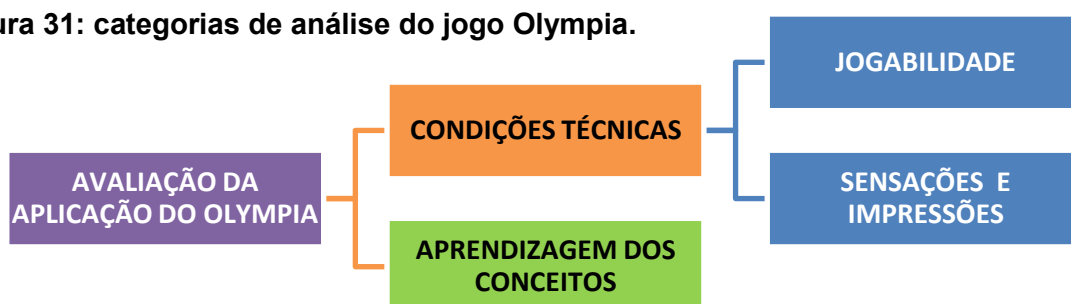 ura 31: categorias de análise do jogo Olympia.
JOGABILIDADE
CONDIÇÕES TÉCNICAS
AVALIAÇÃO DA
APLICAÇÃO DO OLYMPIA
SENSAÇÕES E
IMPRESSÕES
APRENDIZAGEM DOS
CONCEITOS